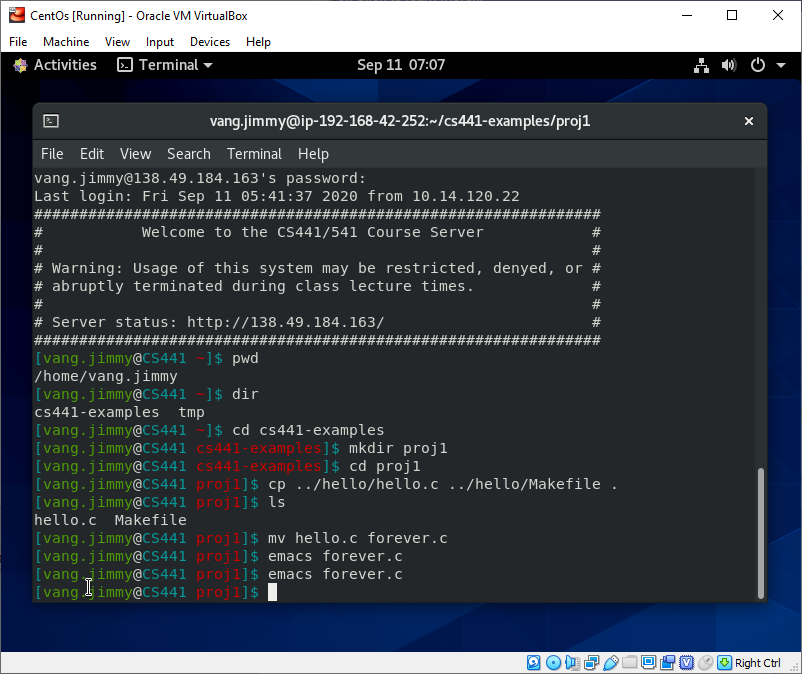 CentOs [Running] - Oracle VM VirtualBox
File Machine View Input Devices Help
Activities Terminal Sep 11 07:07
vang.jimmy@ip-192-168-42-252:~/cs441-examples/proj1
File Edit View Search Terminal Help
vang.jimmy@138.49.184.163's password:
Last login: Fri Sep 11 05:41:37 2020 from 10.14.120.22
###############################################################
#           Welcome to the CS441/541 Course Server            #
#                                                             #
# Warning: Usage of this system may be restricted, denied, or #
# abruptly terminated during class lecture times.             #
#                                                             #
# Server status: http://138.49.184.163/                       #
###############################################################
[vang.jimmy@CS441 ~]$ pwd
/home/vang.jimmy
[vang.jimmy@CS441 ~]$ dir
cs441-examples  tmp
[vang.jimmy@CS441 ~]$ cd cs441-examples
[vang.jimmy@CS441 cs441-examples]$ mkdir proj1
[vang.jimmy@CS441 cs441-examples]$ cd proj1
[vang.jimmy@CS441 proj1]$ cp ../hello/hello.c ../hello/Makefile .
[vang.jimmy@CS441 proj1]$ ls
hello.c  Makefile
[vang.jimmy@CS441 proj1]$ mv hello.c forever.c
[vang.jimmy@CS441 proj1]$ emacs forever.c
[vang.jimmy@CS441 proj1]$ emacs forever.c
[vang.jimmy@CS441 proj1]$
Right Ctrl